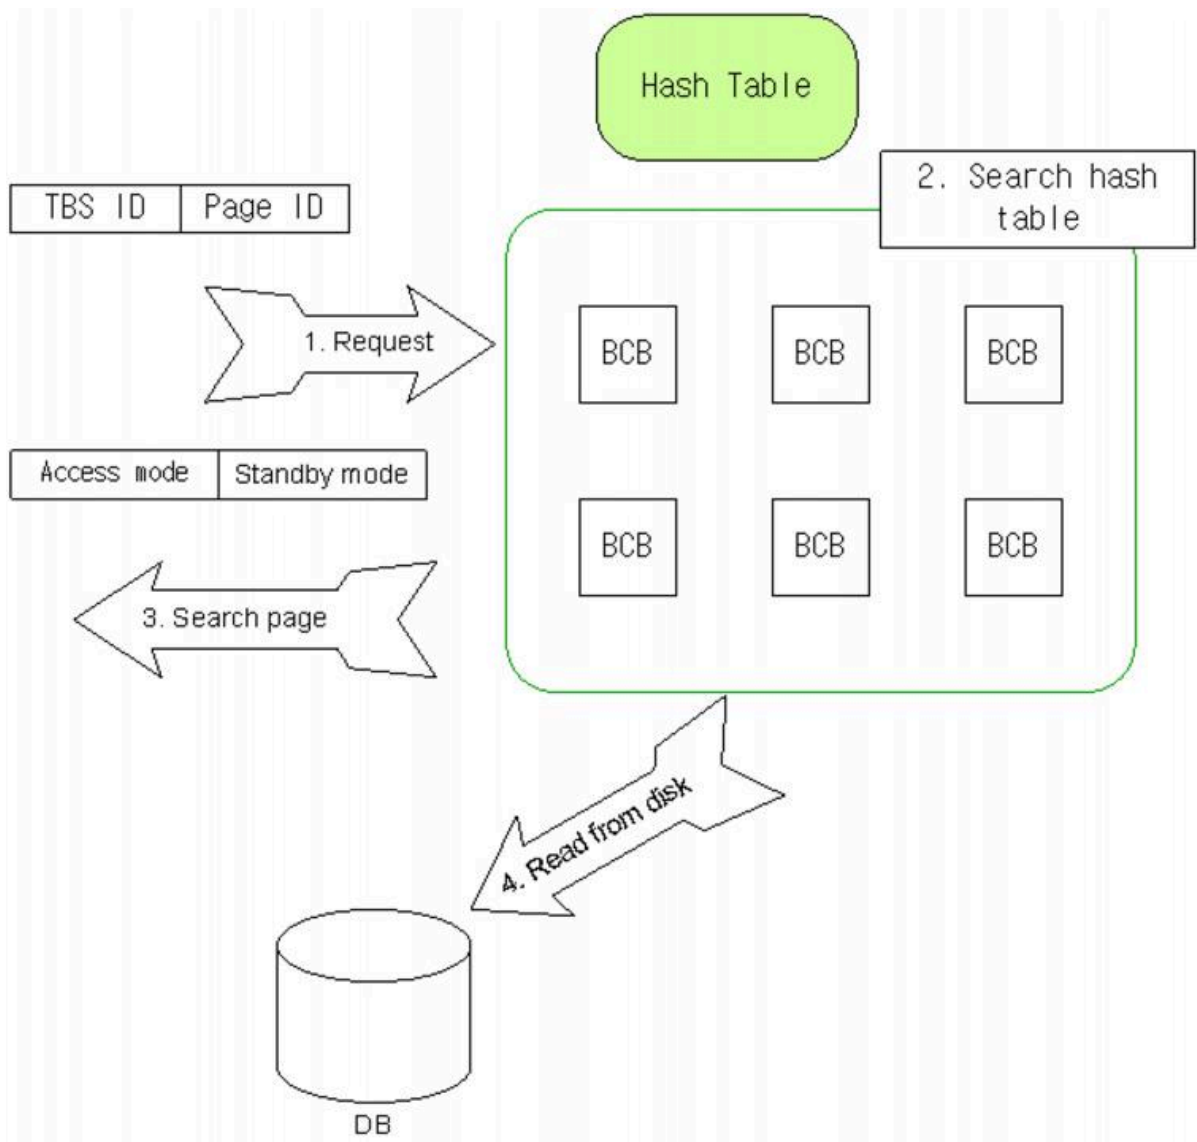 Hash Table
2. Search hash
table
TBS ID
Page ID
1. Request
BCB
BCB
BCB
Access mode
Standby mode
BCB
BCB
BCB
3. Search page
4. Read from disk
DB